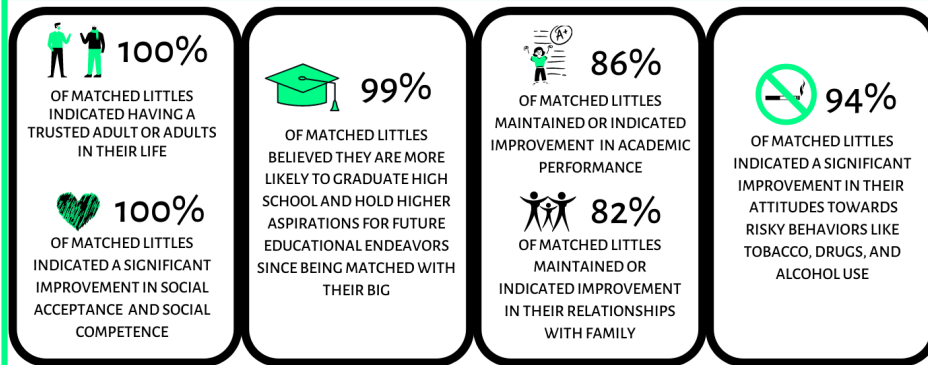 100%
OF MATCHED LITTLES
INDICATED HAVING A
TRUSTED ADULT OR ADULTS
IN THEIR LIFE
100%
OF MATCHED LITTLES
INDICATED A SIGNIFICANT
IMPROVEMENT IN SOCIAL
ACCEPTANCE AND SOCIAL
COMPETENCE
99%
OF MATCHED LITTLES
BELIEVED THEY ARE MORE
LIKELY TO GRADUATE HIGH
SCHOOL AND HOLD HIGHER
ASPIRATIONS FOR FUTURE
EDUCATIONAL ENDEAVORS
SINCE BEING MATCHED WITH
THEIR BIG
A+
86%
OF MATCHED LITTLES
MAINTAINED OR INDICATED
IMPROVEMENT IN ACADEMIC
PERFORMANCE
82%
OF MATCHED LITTLES
MAINTAINED OR
INDICATED IMPROVEMENT
IN THEIR RELATIONSHIPS
WITH FAMILY
94%
OF MATCHED LITTLES
INDICATED A SIGNIFICANT
IMPROVEMENT IN THEIR
ATTITUDES TOWARDS
RISKY BEHAVIORS LIKE
TOBACCO, DRUGS, AND
ALCOHOL USE